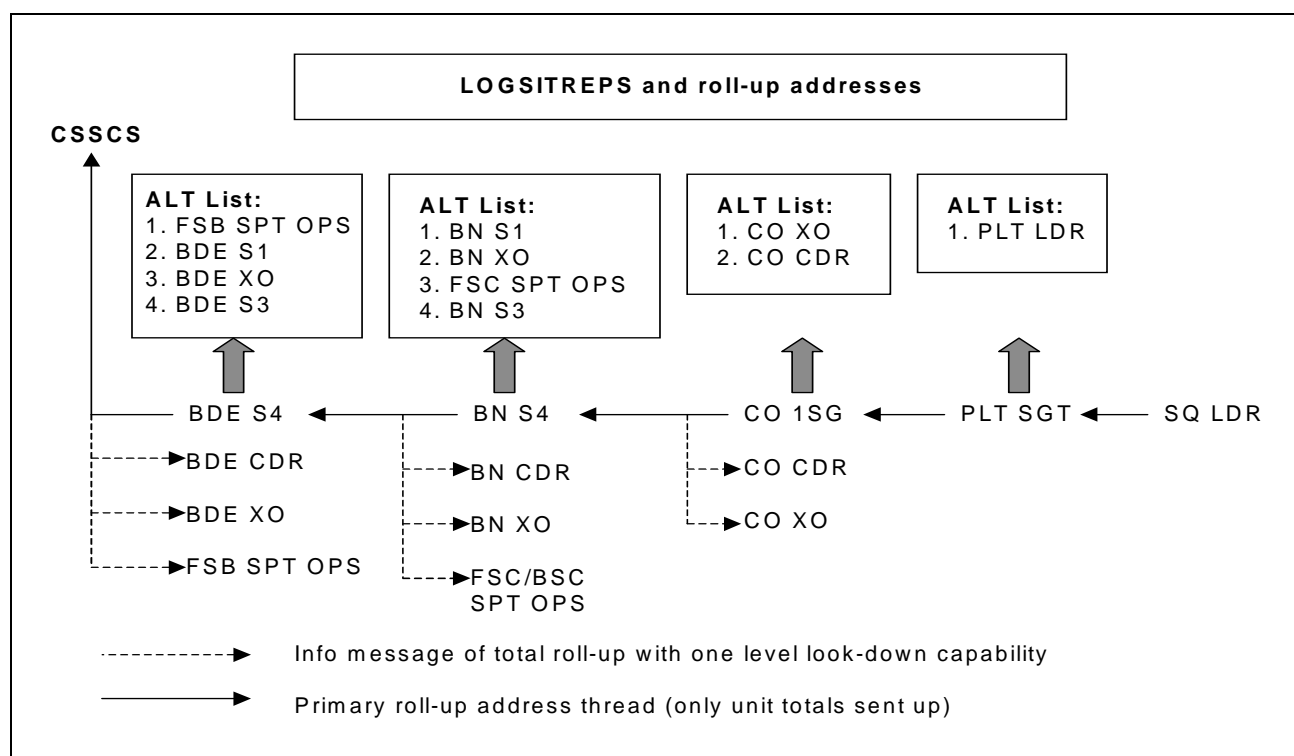 LOGSITREPS and roll-up addresses
CSSCS
ALT List:
1. FSB SPT OPS
2. BDE S1
3. BDE XO
4. BDE S3
ALT List:
1. BN S1
2. BN XO
3. FSC SPT OPS
4. BN S3
ALT List:
1. CO XO
2. CO CDR
ALT List:
1. PLT LDR
BDE S4
BN S4
CO 1SG
PLT SGT
SQ LDR
BDE CDR
BDE XO
FSB SPT OPS
BN CDR
BN XO
FSC/BSC
SPT OPS
CO CDR
CO XO
Info message of total roll-up with one level look-down capability
Primary roll-up address thread (only unit totals sent up)